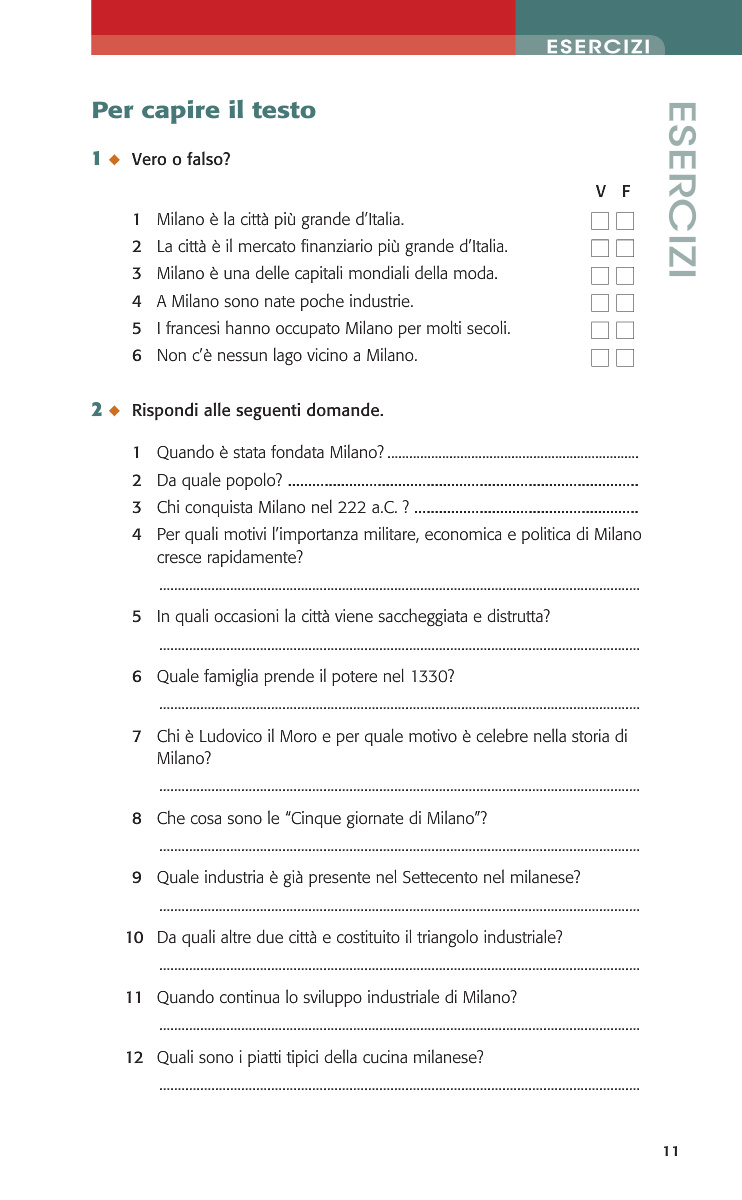 ESERCIZI
ESERCIZI
Per capire il testo
1 ◆ Vero o falso?
V F
1 Milano è la città più grande d'Italia.
2 La città è il mercato finanziario più grande d'Italia.
3 Milano è una delle capitali mondiali della moda.
4 A Milano sono nate poche industrie.
5 I francesi hanno occupato Milano per molti secoli.
6 Non c'è nessun lago vicino a Milano.
2 ◆ Rispondi alle seguenti domande.
1 Quando è stata fondata Milano? ........................................
2 Da quale popolo? ........................................
3 Chi conquista Milano nel 222 a.C. ? ........................................
4 Per quali motivi l'importanza militare, economica e politica di Milano
cresce rapidamente?
........................................
5 In quali occasioni la città viene saccheggiata e distrutta?
........................................
6 Quale famiglia prende il potere nel 1330?
........................................
7 Chi è Ludovico il Moro e per quale motivo è celebre nella storia di
Milano?
........................................
8 Che cosa sono le “Cinque giornate di Milano”?
........................................
9 Quale industria è già presente nel Settecento nel milanese?
........................................
10 Da quali altre due città e costituito il triangolo industriale?
........................................
11 Quando continua lo sviluppo industriale di Milano?
........................................
12 Quali sono i piatti tipici della cucina milanese?
........................................
11